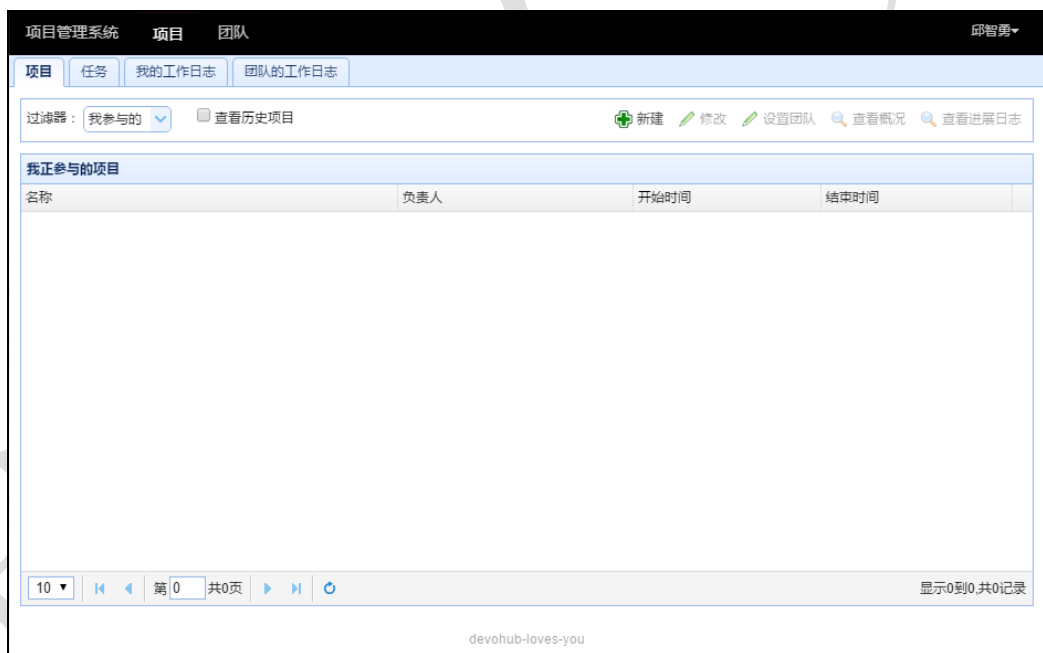 项目管理系统 项目 团队 邱智勇
项目 任务 我的工作日志 团队的工作日志
过滤器： 我参与的 查看历史项目 新建 修改 设置团队 查看概况 查看进展日志
我正参与的项目
名称 负责人 开始时间 结束时间
10 第 0 共0页 显示0到0,共0记录
devohub-loves-you